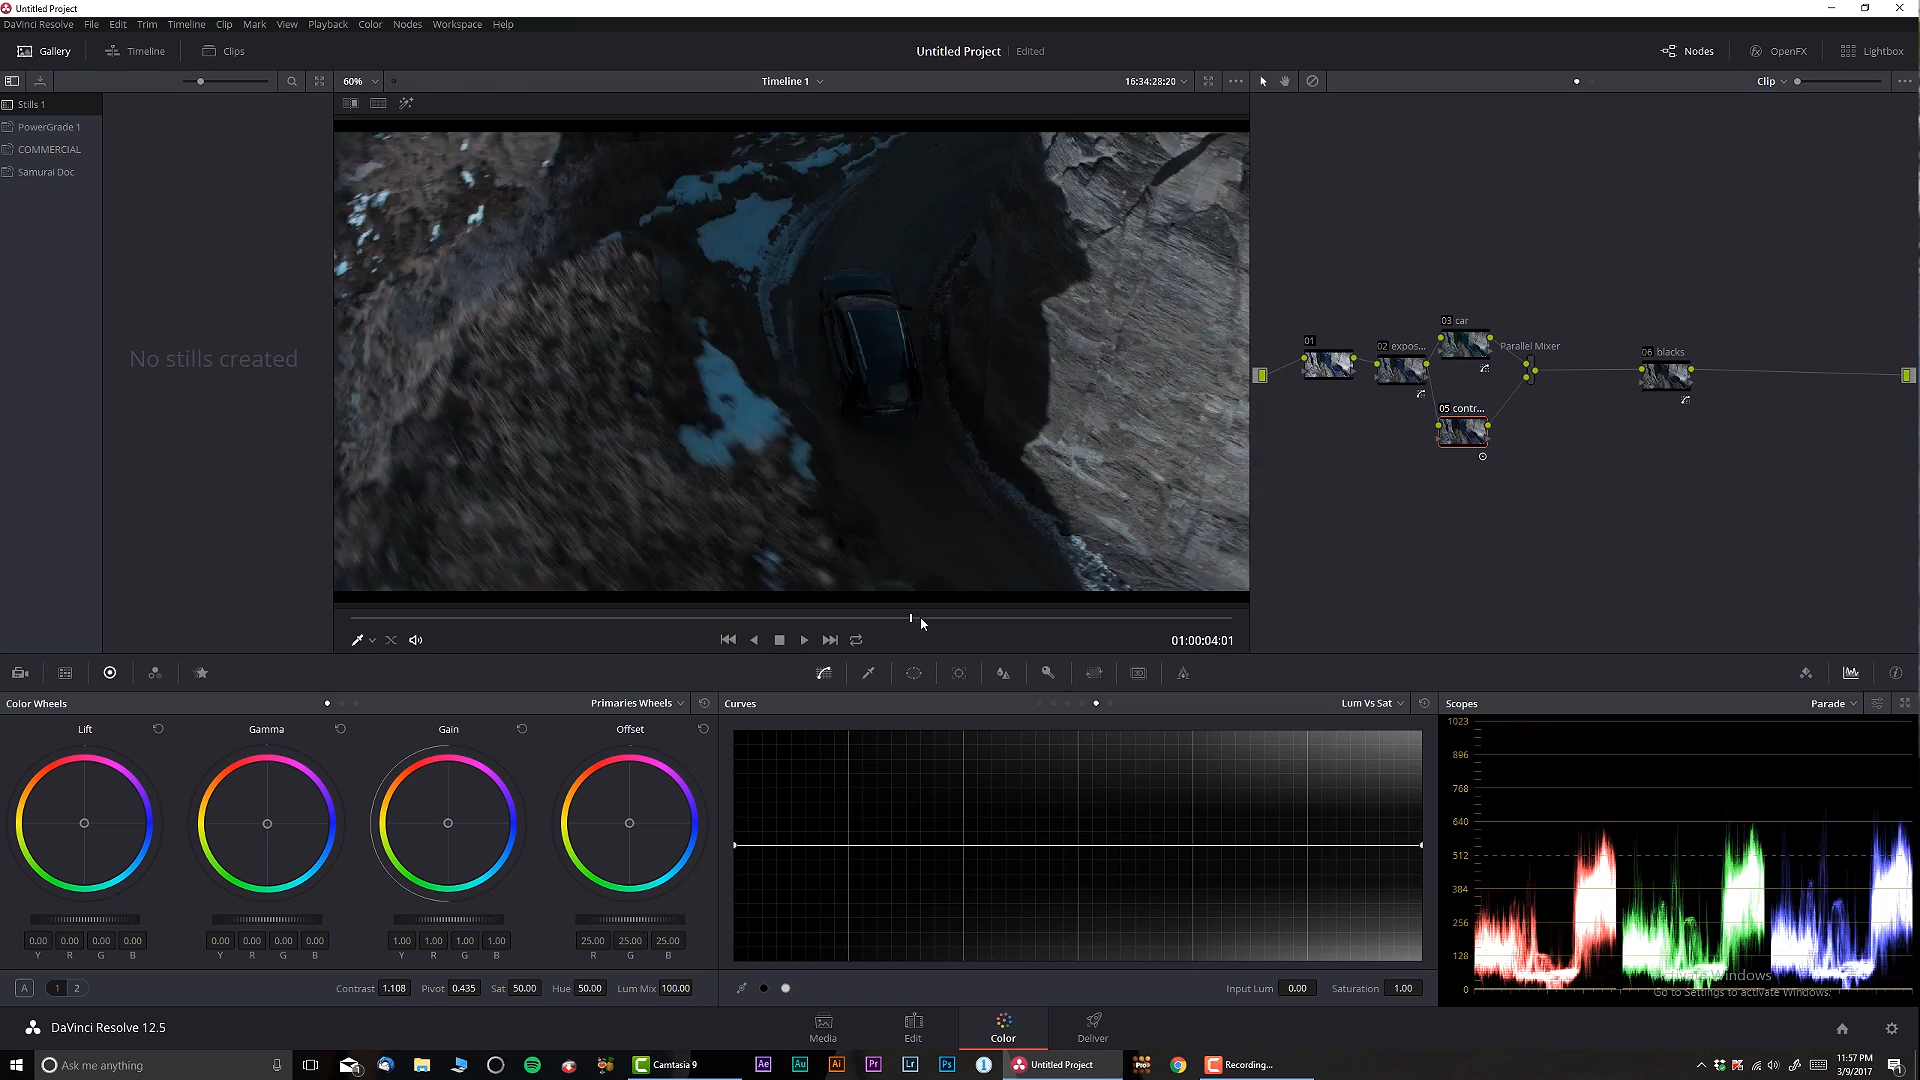 Untitled Project
DaVinci Resolve File Edit Trim Timeline Clip Mark View Playback Color Nodes Workspace Help
Gallery Timeline Clips Untitled Project Edited Nodes OpenFX Lightbox
60% Timeline 1 16:34:28:20 Clip
Stills 1
PowerGrade 1
COMMERCIAL
Samurai Doc
No stills created
01
02 expos...
03 car
Parallel Mixer
05 contr...
06 blacks
01:00:04:01
Color Wheels Primaries Wheels Curves Lum Vs Sat Scopes Parade
Lift Gamma Gain Offset
1023
896
768
640
512
384
256
128
0
0.00 0.00 0.00 0.00 0.00 0.00 0.00 0.00 1.00 1.00 1.00 1.00 25.00 25.00 25.00
Y R G B Y R G B Y R G B R G B
A 1 2 Contrast 1.108 Pivot 0.435 Sat 50.00 Hue 50.00 Lum Mix 100.00 Input Lum 0.00 Saturation 1.00
Activate Windows
Go to Settings to activate Windows.
DaVinci Resolve 12.5 Media Edit Color Deliver
Ask me anything Camtasia 9 Ae Au Ai Pr Lr Ps Untitled Project Recording... 11:57 PM
3/9/2017